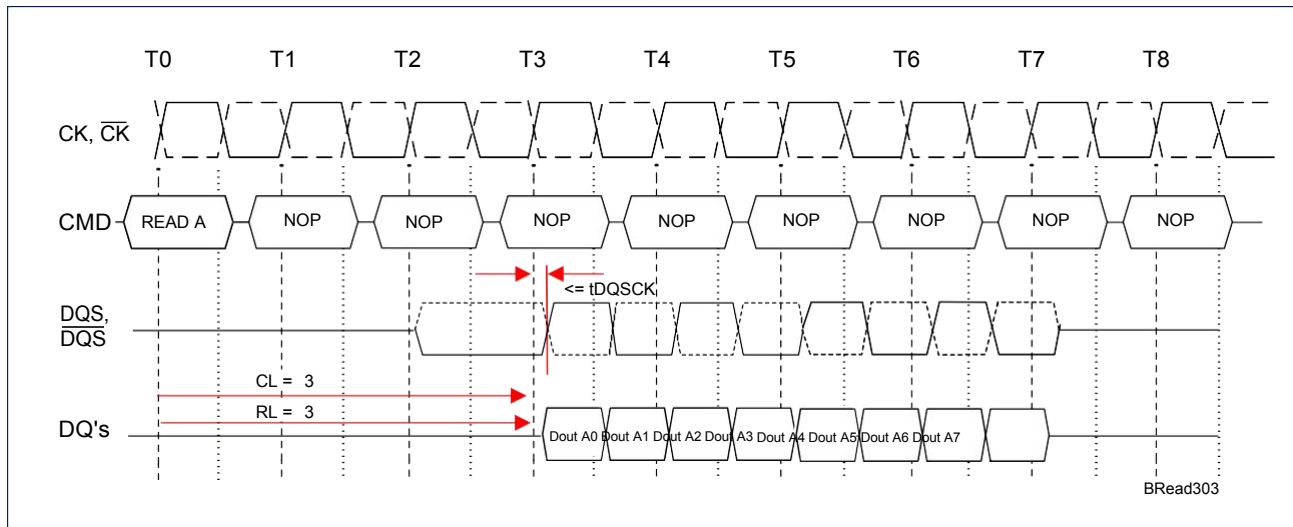 T0 T1 T2 T3 T4 T5 T6 T7 T8
CK, CK
CMD READ A NOP NOP NOP NOP NOP NOP NOP NOP
<= tDQSCK
DQS,
DQS
CL = 3
RL = 3
DQ's Dout A0 Dout A1 Dout A2 Dout A3 Dout A4 Dout A5 Dout A6 Dout A7
BRead303